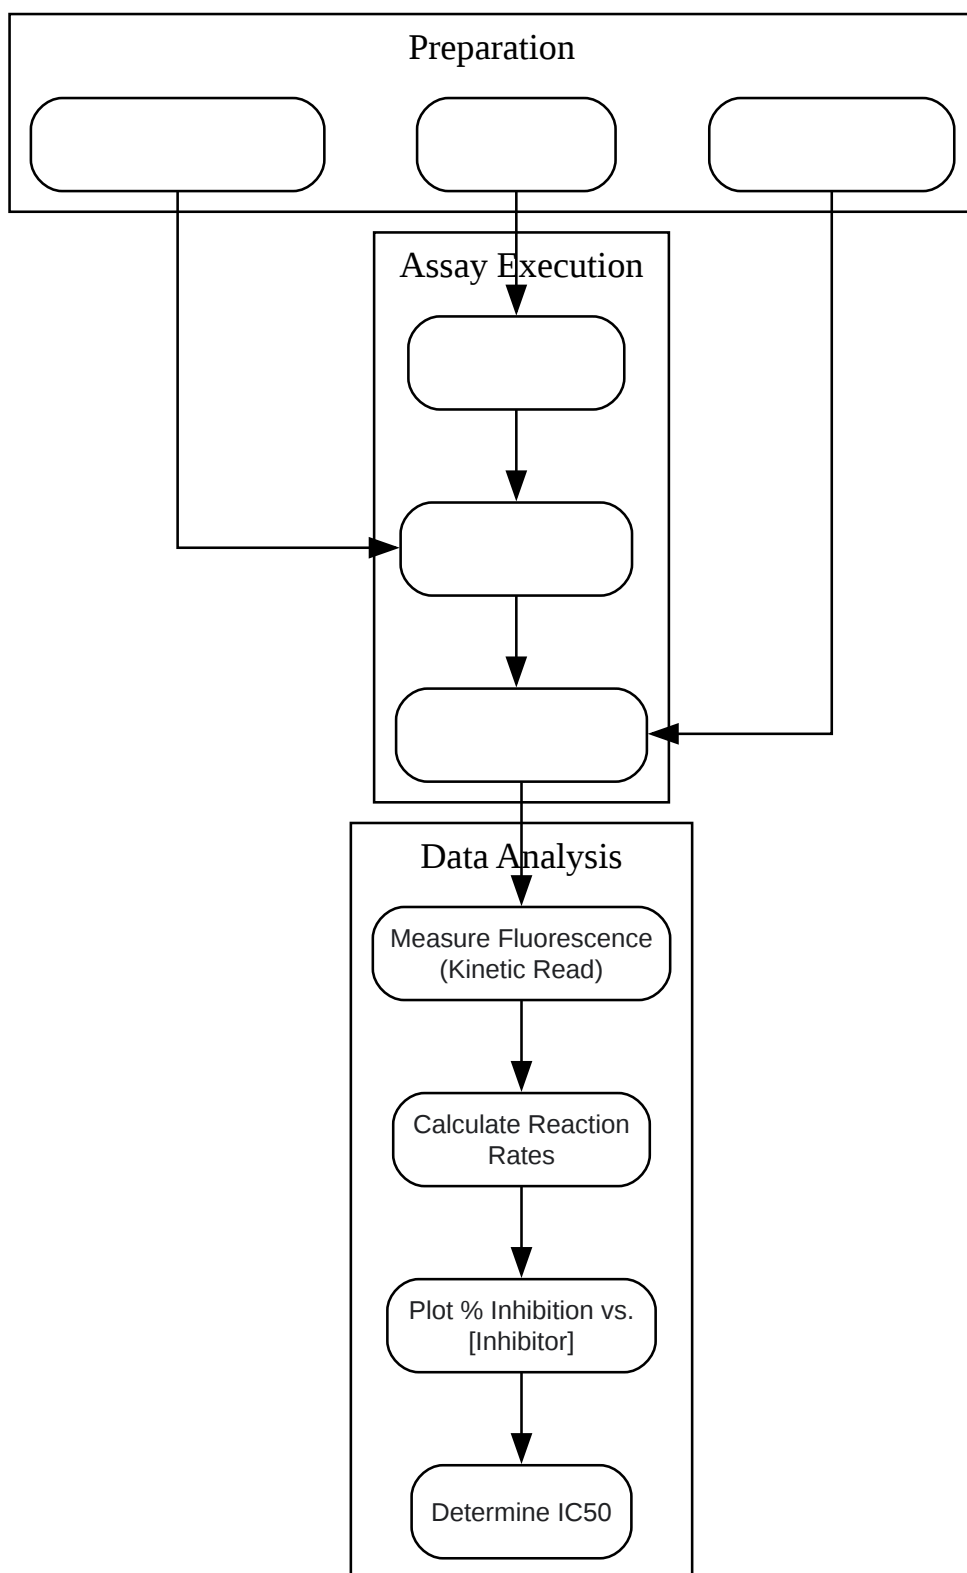 Preparation
Assay Execution
Data Analysis
Measure Fluorescence
(Kinetic Read)
Calculate Reaction
Rates
Plot % Inhibition vs.
[Inhibitor]
Determine IC50